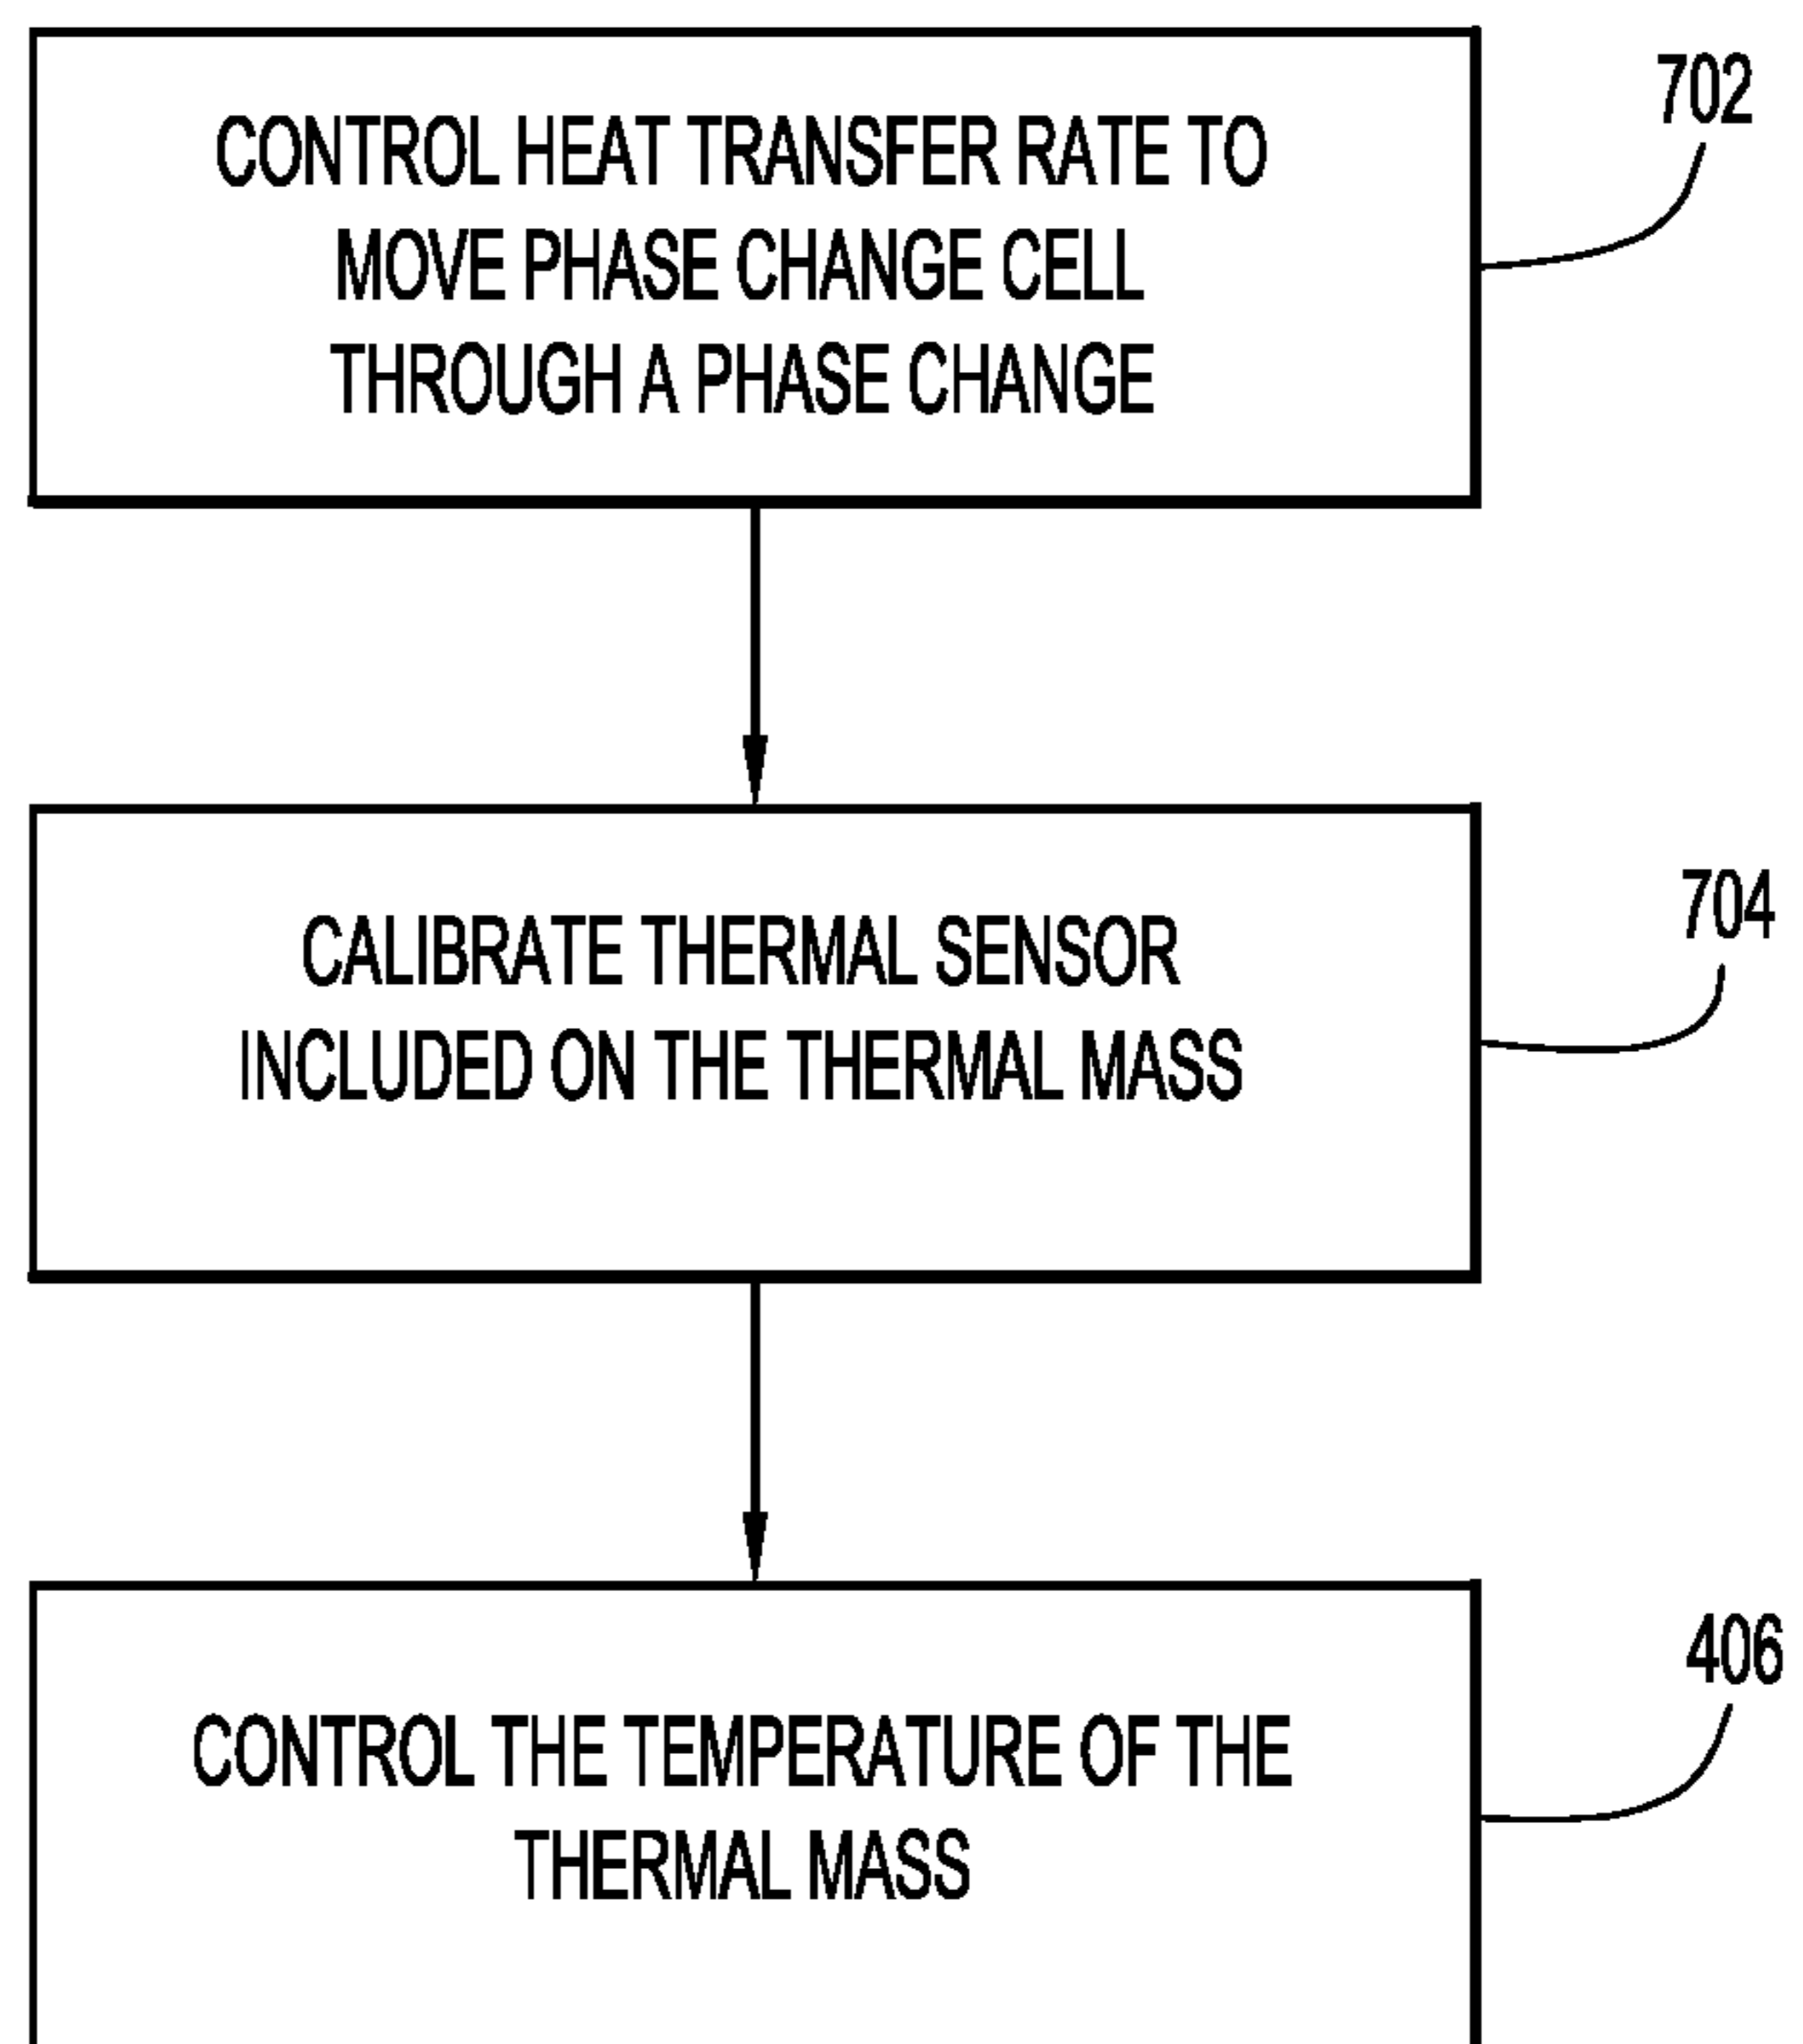 CONTROL HEAT TRANSFER RATE TO
MOVE PHASE CHANGE CELL
THROUGH A PHASE CHANGE
702
CALIBRATE THERMAL SENSOR
INCLUDED ON THE THERMAL MASS
704
CONTROL THE TEMPERATURE OF THE
THERMAL MASS
406